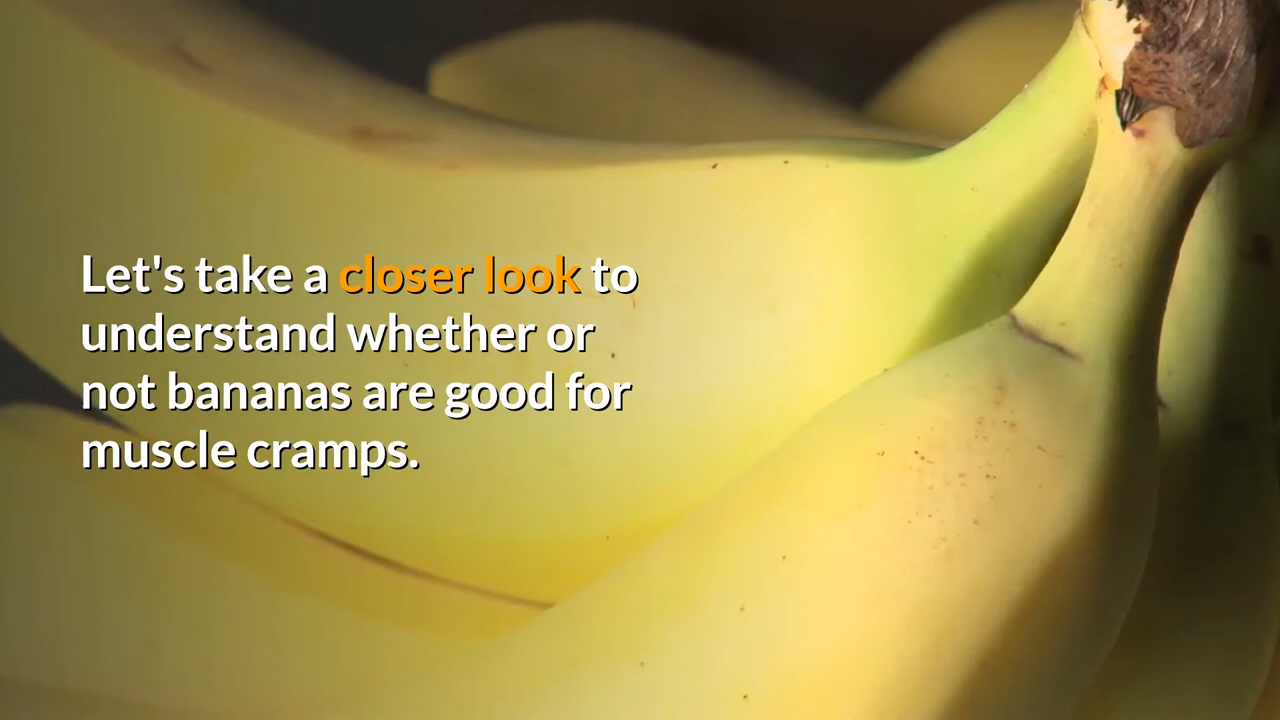 Let's take a closer look to
understand whether or
not bananas are good for
muscle cramps.